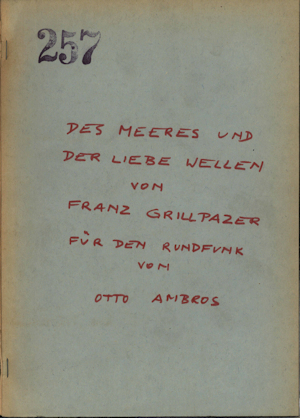 257
DES MEERES UND
DER LIEBE WELLEN
VON
FRANZ GRILLPAZER
FÜR DEN RUNDFUNK
VON
OTTO AMBROS